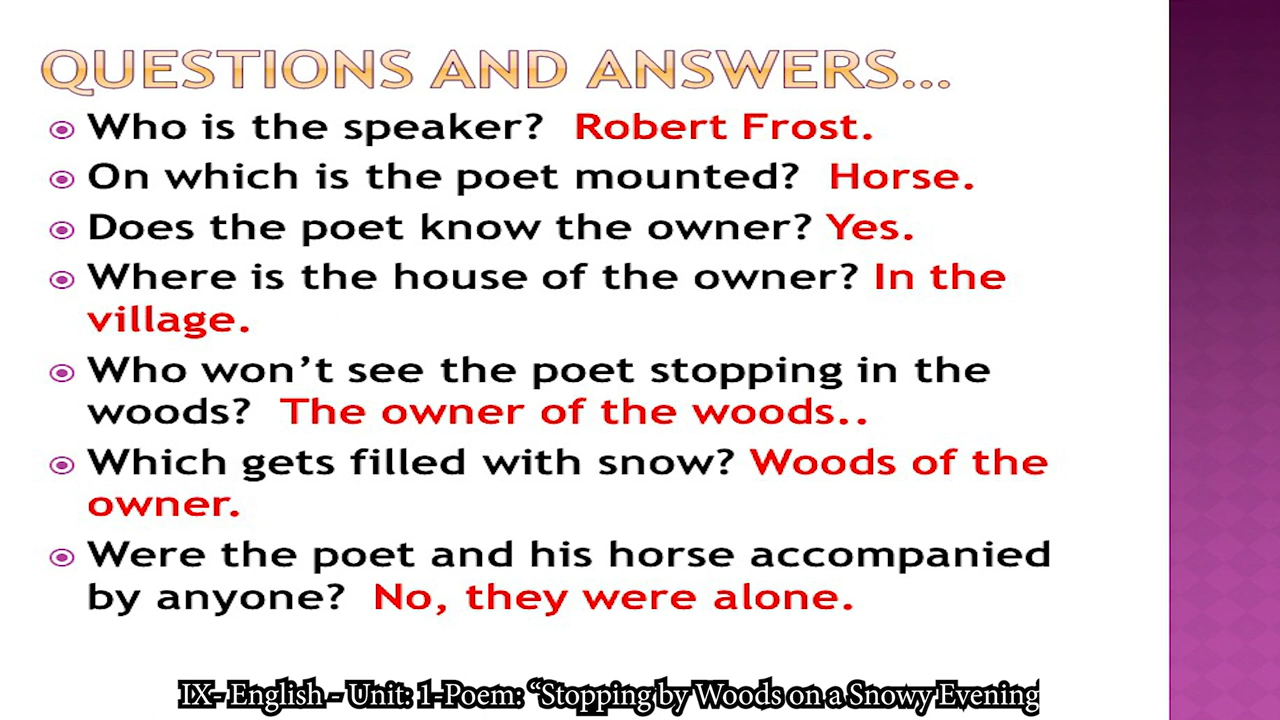 QUESTIONS AND ANSWERS...
Who is the speaker? Robert Frost.
On which is the poet mounted? Horse.
Does the poet know the owner? Yes.
Where is the house of the owner? In the
village.
Who won’t see the poet stopping in the
woods? The owner of the woods..
Which gets filled with snow? Woods of the
owner.
Were the poet and his horse accompanied
by anyone? No, they were alone.
IX- English - Unit: 1-Poem: “Stopping by Woods on a Snowy Evening